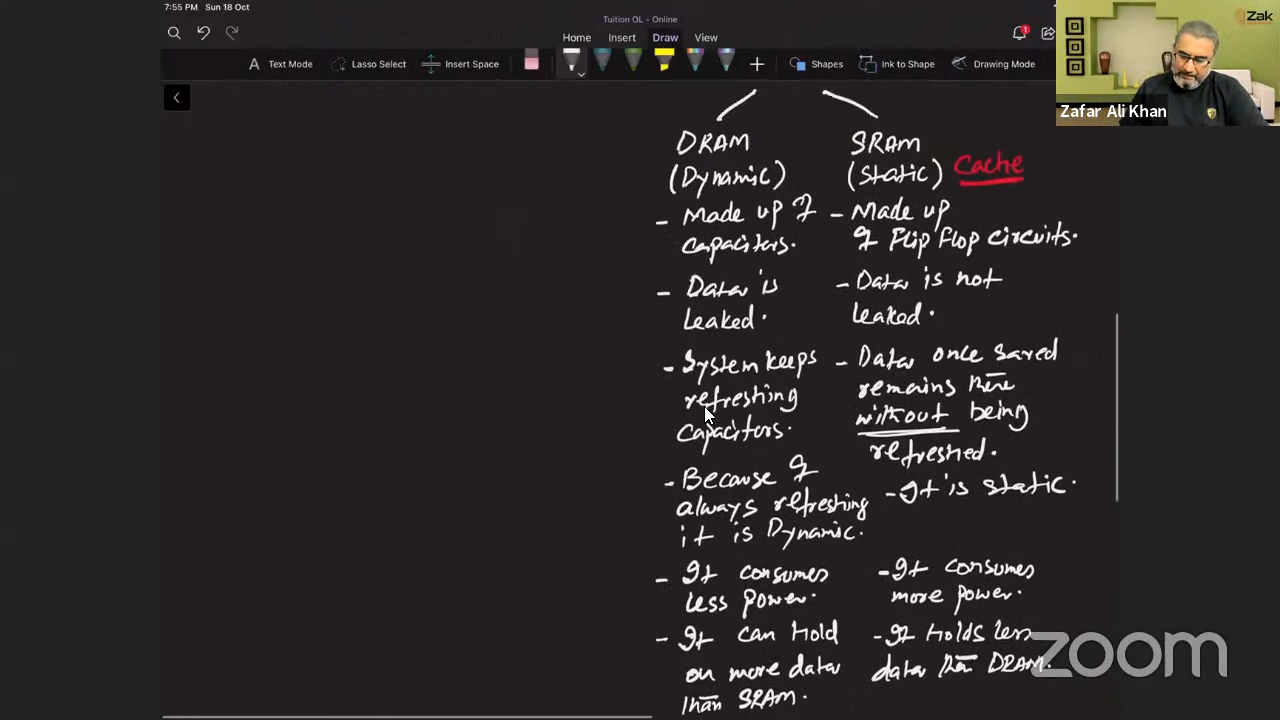 7:55 PM Sun 18 Oct
Tuition OL - Online
Home Insert Draw View
1
Text Mode Lasso Select Insert Space Shapes Ink to Shape Drawing Mode
Zak
Zafar Ali Khan
DRAM
(Dynamic)
- Made up of
capacitors.
- Data is
leaked.
- System keeps
refreshing
capacitors.
- Because of
always refreshing
it is Dynamic.
- It consumes
less power.
- It can hold
on more data
than SRAM.
SRAM
(Static) Cache
- Made up
of Flip Flop circuits.
- Data is not
leaked.
- Data once saved
remains there
without being
refreshed.
- It is static.
- It consumes
more power.
- It holds less
data than DRAM.
zoom